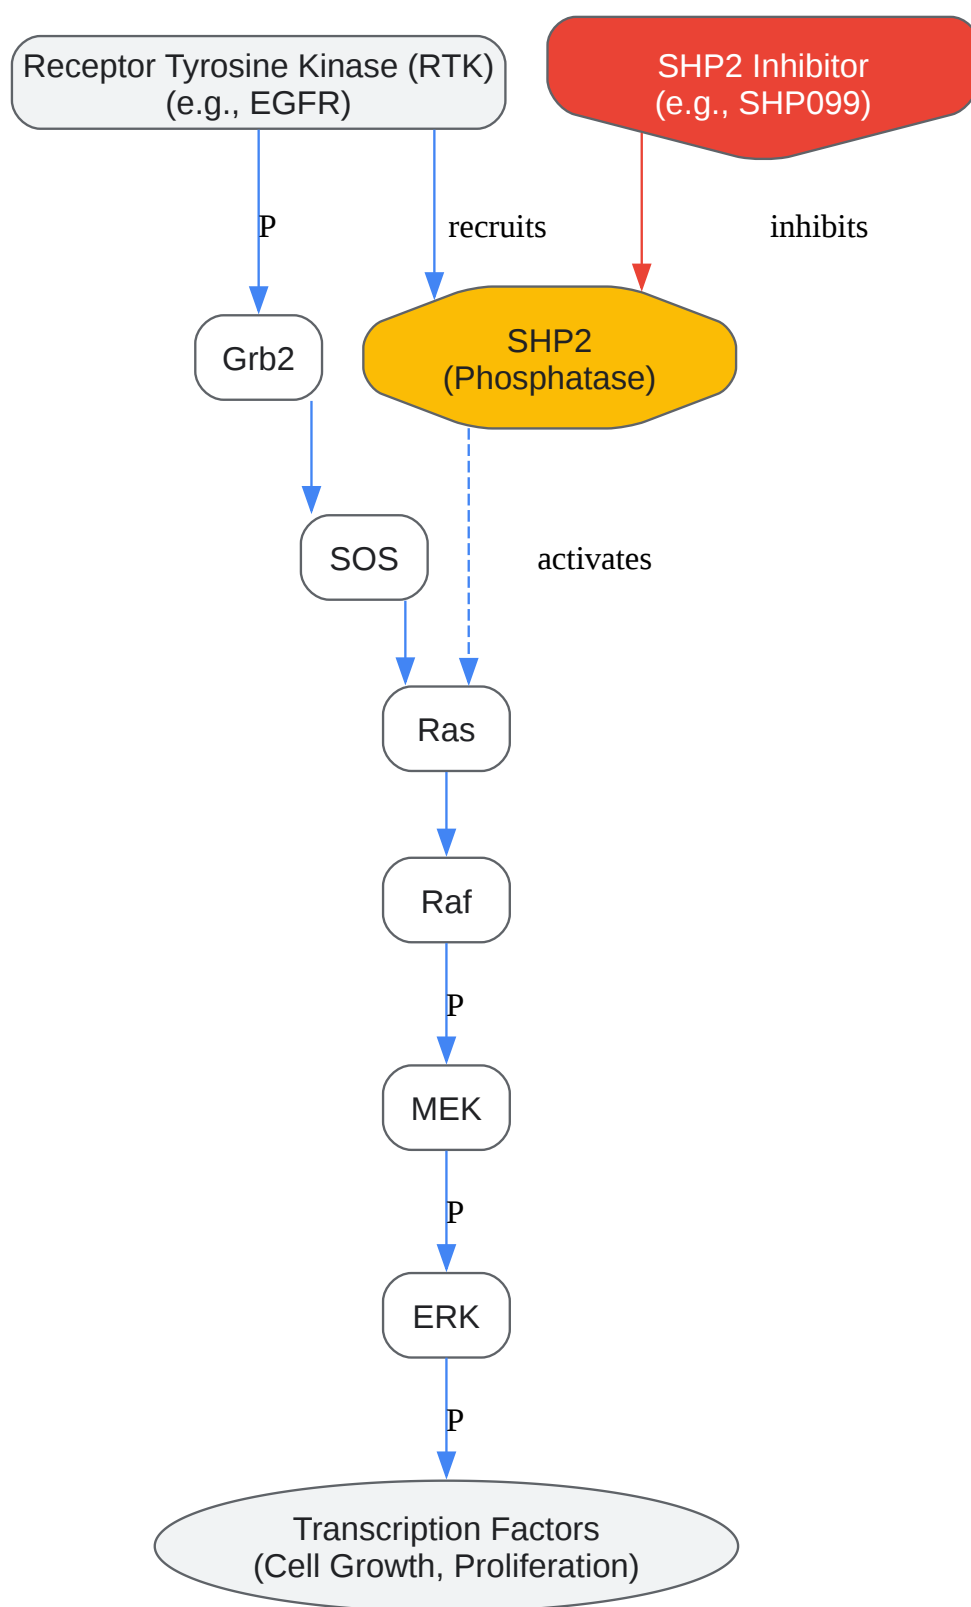 Receptor Tyrosine Kinase (RTK)
(e.g., EGFR)
SHP2 Inhibitor
(e.g., SHP099)
P
recruits
inhibits
Grb2
SHP2
(Phosphatase)
SOS
activates
Ras
Raf
P
MEK
P
ERK
P
Transcription Factors
(Cell Growth, Proliferation)